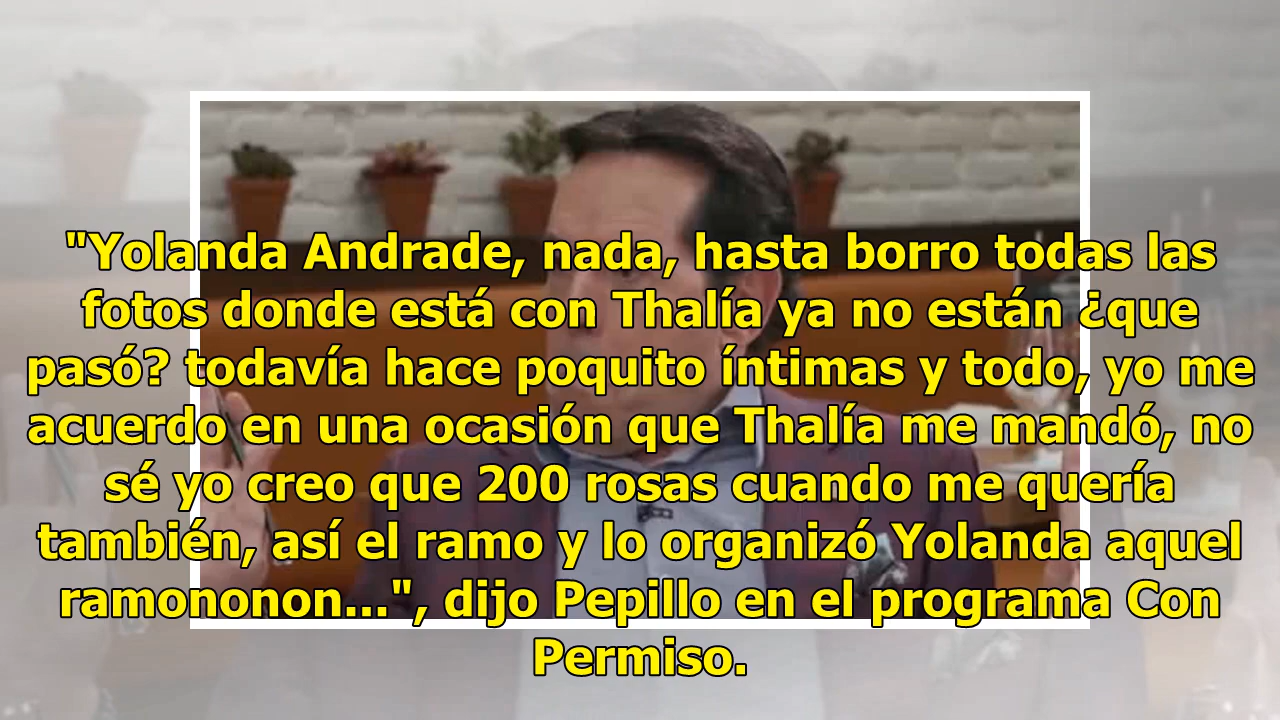 "Yolanda Andrade, nada, hasta borro todas las
fotos donde está con Thalía ya no están ¿que
pasó? todavía hace poquito íntimas y todo, yo me
acuerdo en una ocasión que Thalía me mandó, no
sé yo creo que 200 rosas cuando me quería
también, así el ramo y lo organizó Yolanda aquel
ramononon...", dijo Pepillo en el programa Con
Permiso.